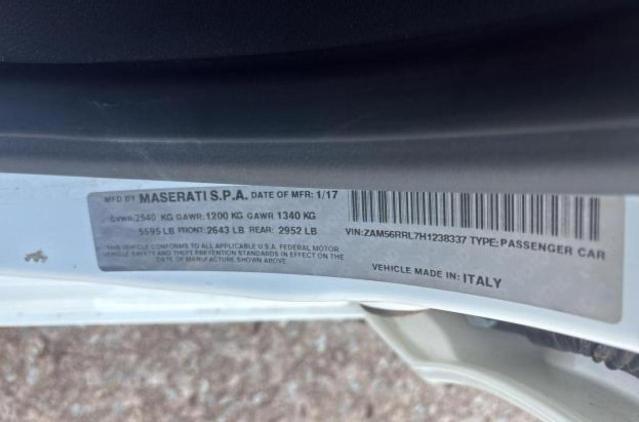 MFD BY MASERATI S.P.A. DATE OF MFR: 1/17
GVWR:2540 KG GAWR: 1200 KG GAWR 1340 KG
5595 LB FRONT: 2643 LB REAR: 2952 LB
THIS VEHICLE CONFORMS TO ALL APPLICABLE U.S.A. FEDERAL MOTOR
VEHICLE SAFETY AND THEFT PREVENTION STANDARDS IN EFFECT ON THE
DATE OF MANUFACTURE SHOWN ABOVE.
VIN:ZAM56RRL7H1238337 TYPE: PASSENGER CAR
VEHICLE MADE IN: ITALY